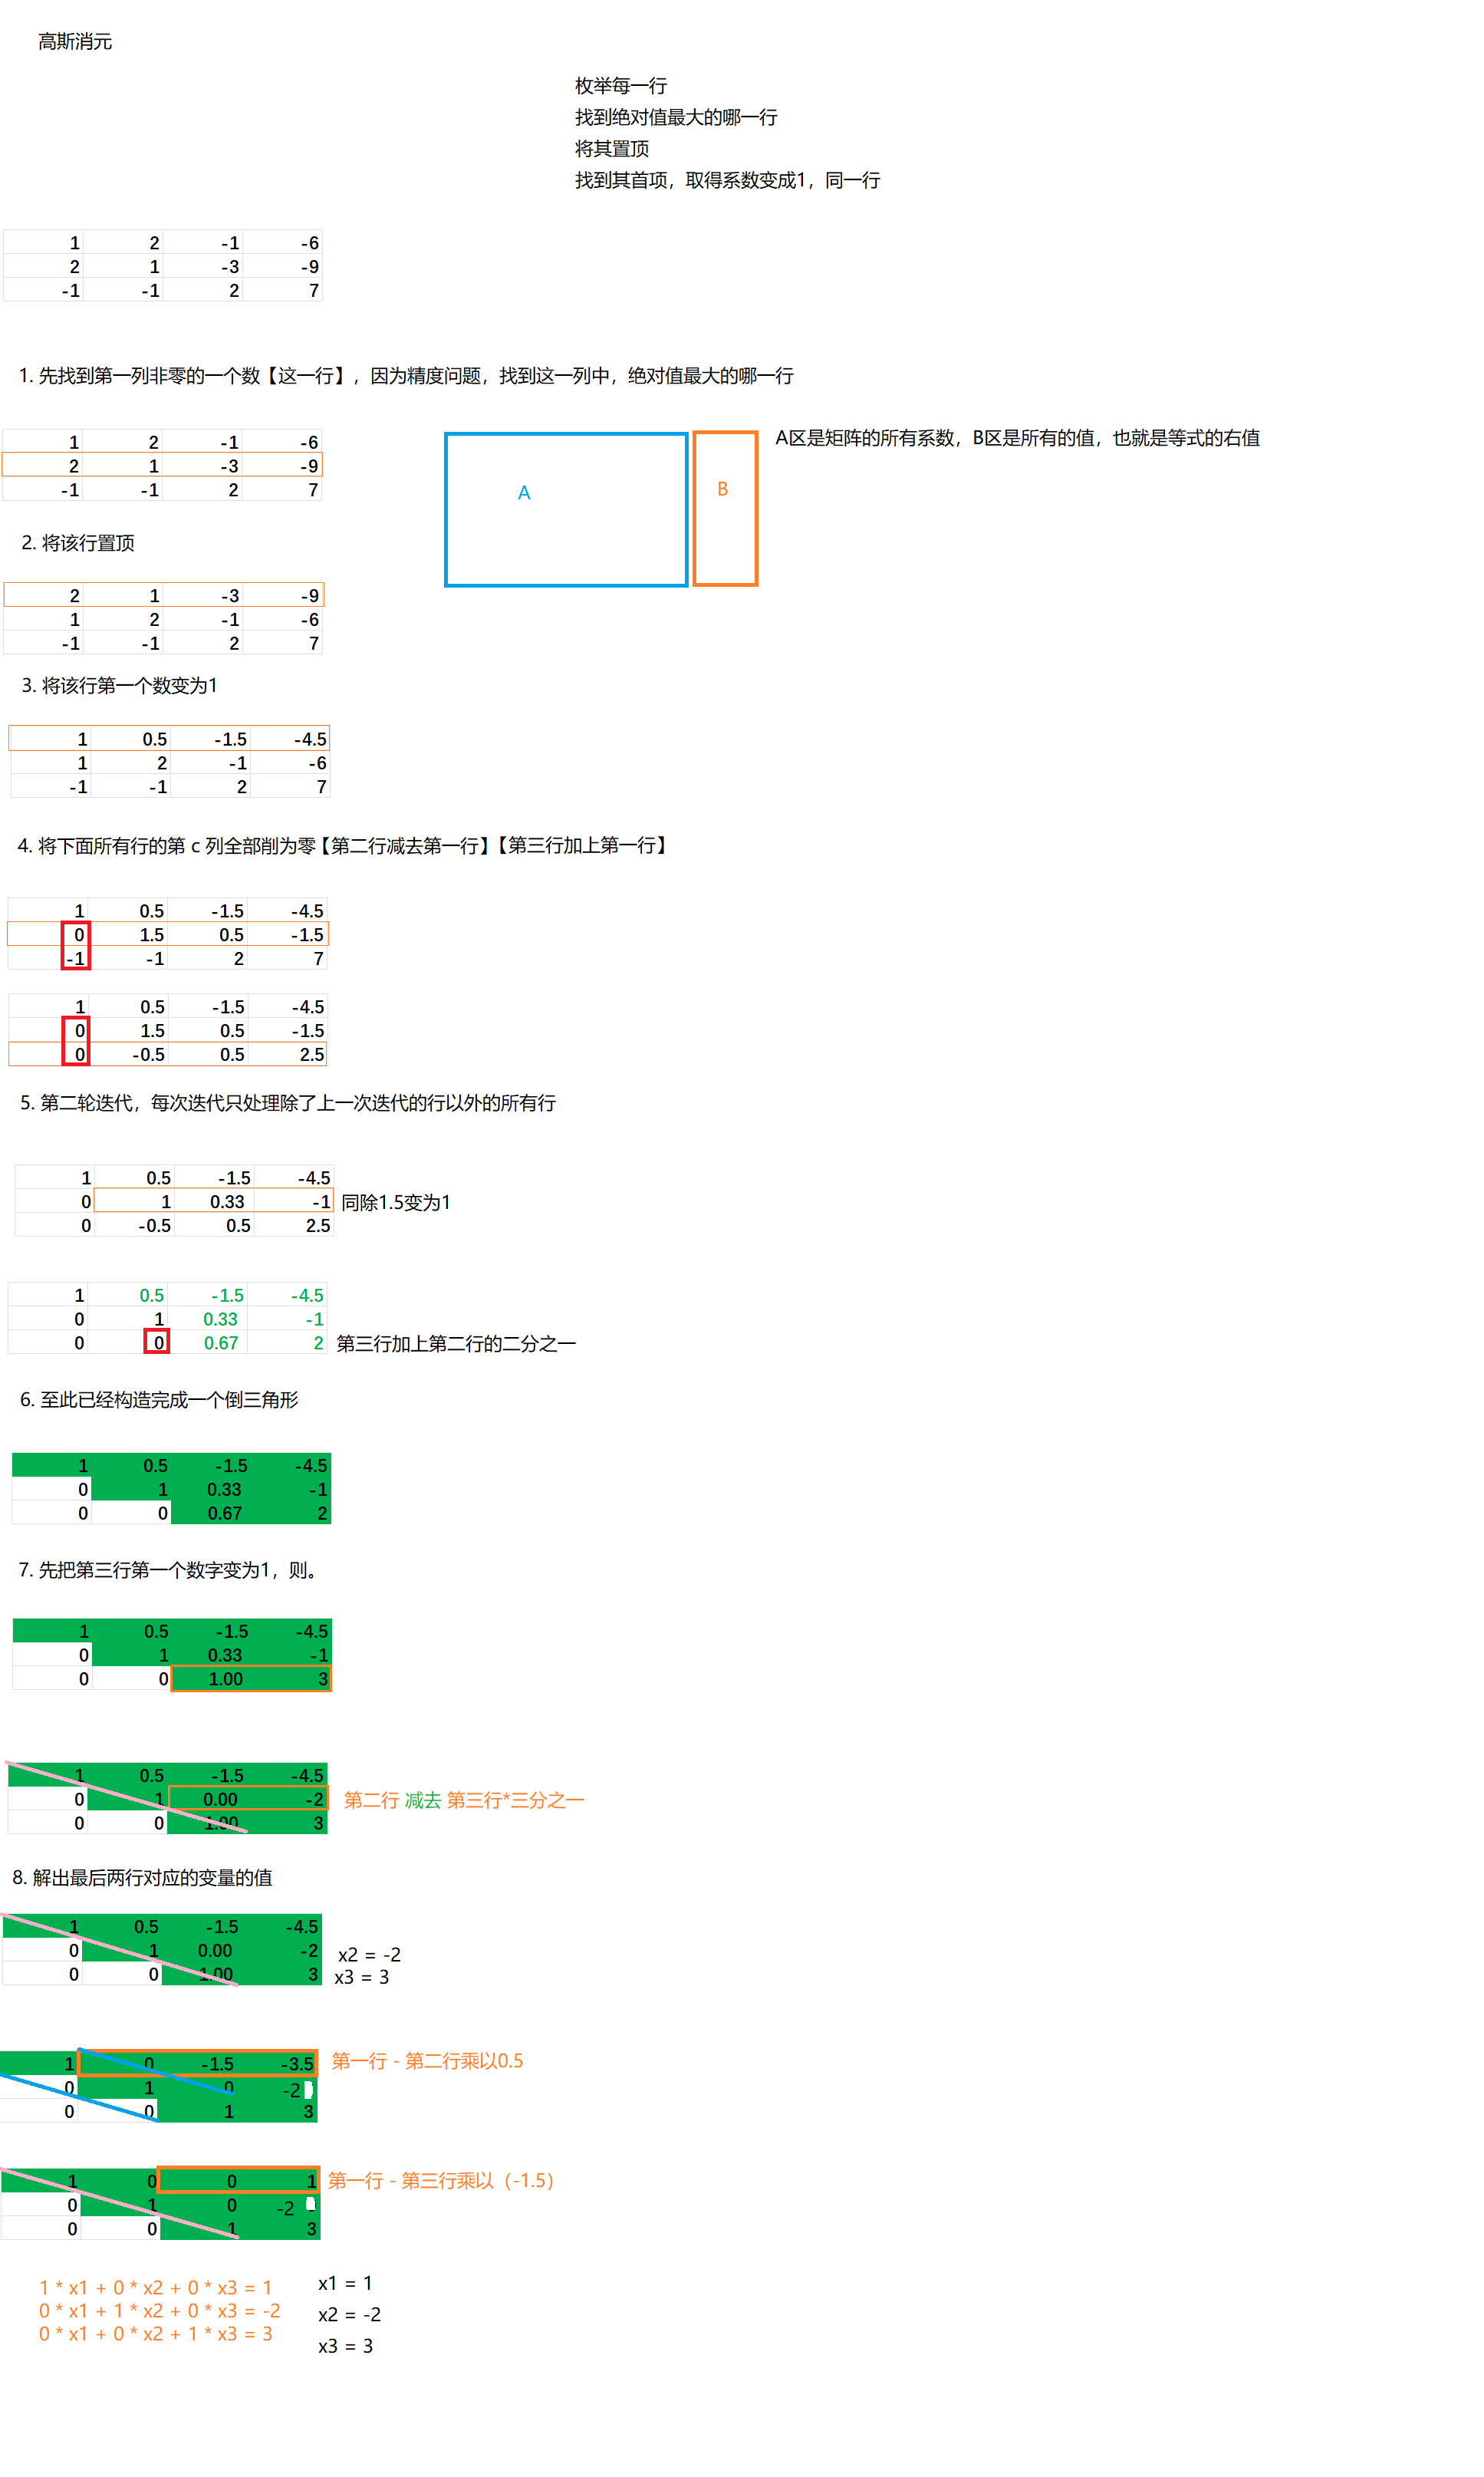 高斯消元
枚举每一行
找到绝对值最大的哪一行
将其置顶
找到其首项，取得系数变成1，同一行
1 2 -1 -6
2 1 -3 -9
-1 -1 2 7
1. 先找到第一列非零的一个数【这一行】，因为精度问题，找到这一列中，绝对值最大的哪一行
1 2 -1 -6
2 1 -3 -9
-1 -1 2 7
A B
A区是矩阵的所有系数，B区是所有的值，也就是等式的右值
2. 将该行置顶
2 1 -3 -9
1 2 -1 -6
-1 -1 2 7
3. 将该行第一个数变为1
1 0.5 -1.5 -4.5
1 2 -1 -6
-1 -1 2 7
4. 将下面所有行的第 c 列全部削为零【第二行减去第一行】【第三行加上第一行】
1 0.5 -1.5 -4.5
0 1.5 0.5 -1.5
-1 -1 2 7
1 0.5 -1.5 -4.5
0 1.5 0.5 -1.5
0 -0.5 0.5 2.5
5. 第二轮迭代，每次迭代只处理除了上一次迭代的行以外的所有行
1 0.5 -1.5 -4.5
0 1 0.33 -1 同除1.5变为1
0 -0.5 0.5 2.5
1 0.5 -1.5 -4.5
0 1 0.33 -1
0 0 0.67 2 第三行加上第二行的二分之一
6. 至此已经构造完成一个倒三角形
1 0.5 -1.5 -4.5
0 1 0.33 -1
0 0 0.67 2
7. 先把第三行第一个数字变为1，则。
1 0.5 -1.5 -4.5
0 1 0.33 -1
0 0 1.00 3
1 0.5 -1.5 -4.5
0 1 0.00 -2 第二行 减去 第三行*三分之一
0 0 1.00 3
8. 解出最后两行对应的变量的值
1 0.5 -1.5 -4.5
0 1 0.00 -2 x2 = -2
0 0 1.00 3 x3 = 3
1 0 -1.5 -3.5 第一行 - 第二行乘以0.5
0 1 0 -2
0 0 1 3
1 0 0 1 第一行 - 第三行乘以（-1.5）
0 1 0 -2
0 0 1 3
1 * x1 + 0 * x2 + 0 * x3 = 1
0 * x1 + 1 * x2 + 0 * x3 = -2
0 * x1 + 0 * x2 + 1 * x3 = 3
x1 = 1
x2 = -2
x3 = 3